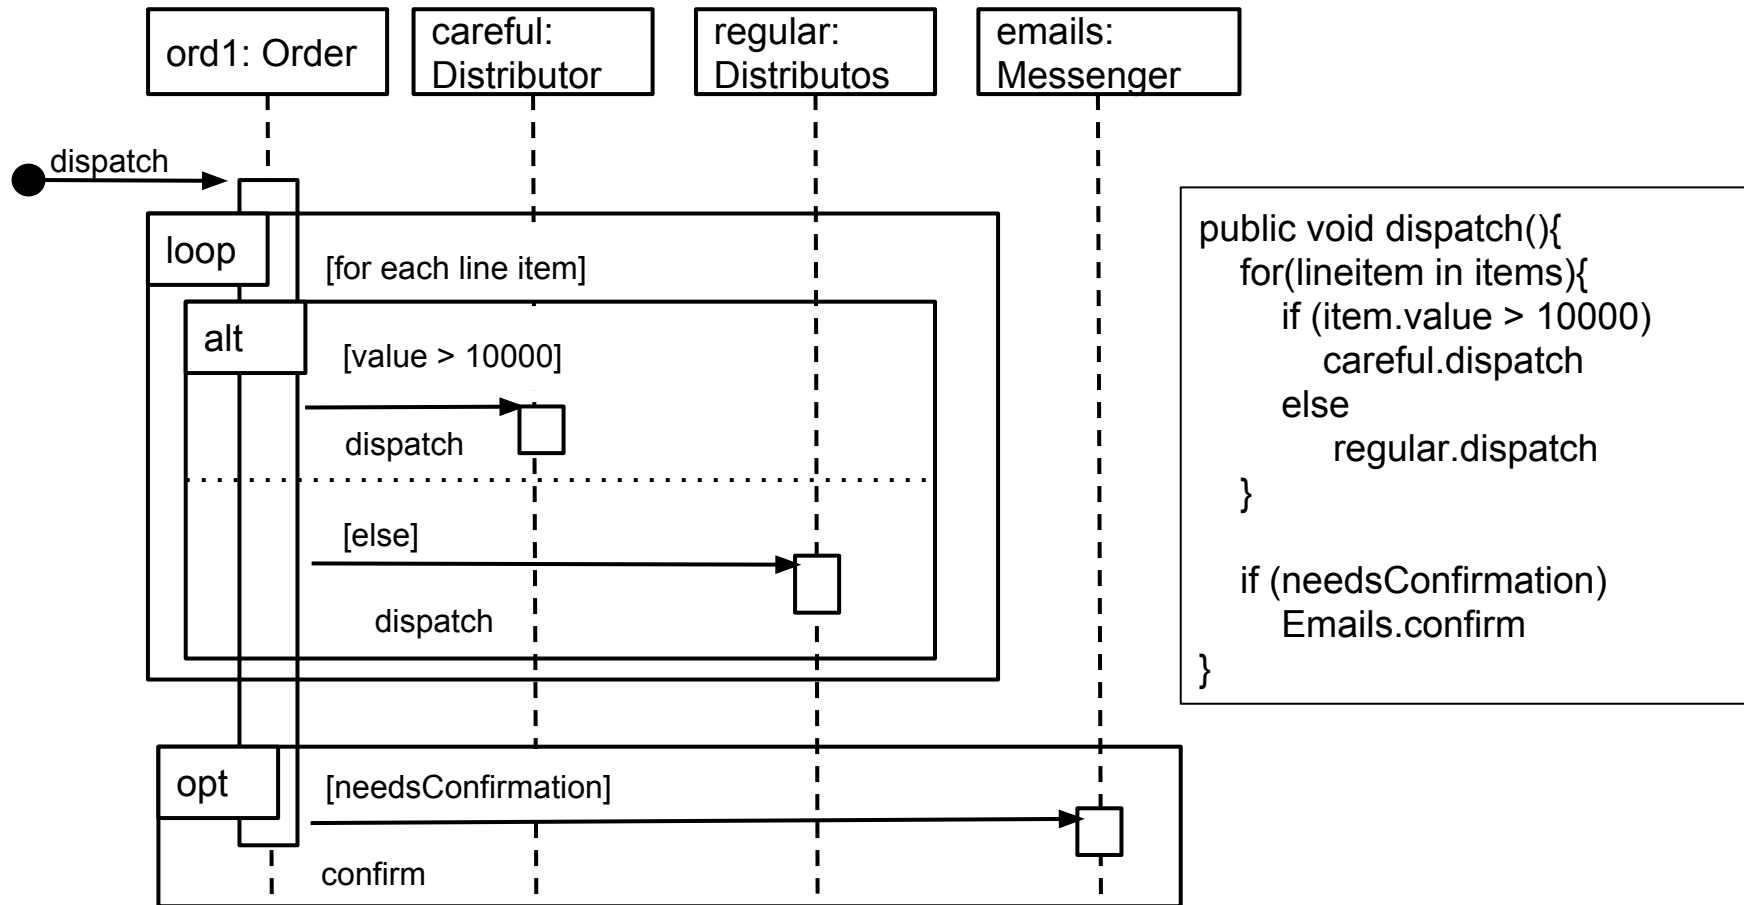 ord1: Order
careful:
Distributor
regular:
Distributos
emails:
Messenger
dispatch
loop
[for each line item]
alt
[value > 10000]
dispatch
[else]
dispatch
opt
[needsConfirmation]
confirm
public void dispatch(){
for(lineitem in items){
if (item.value > 10000)
careful.dispatch
else
regular.dispatch
}
if (needsConfirmation)
Emails.confirm
}